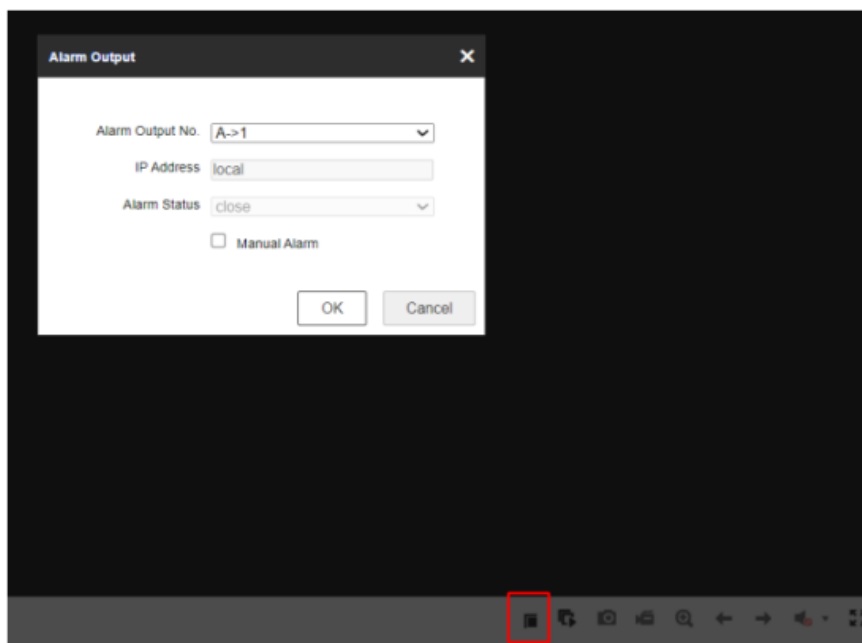 Alarm Output
Alarm Output No. A->1
IP Address local
Alarm Status close
Manual Alarm
OK Cancel